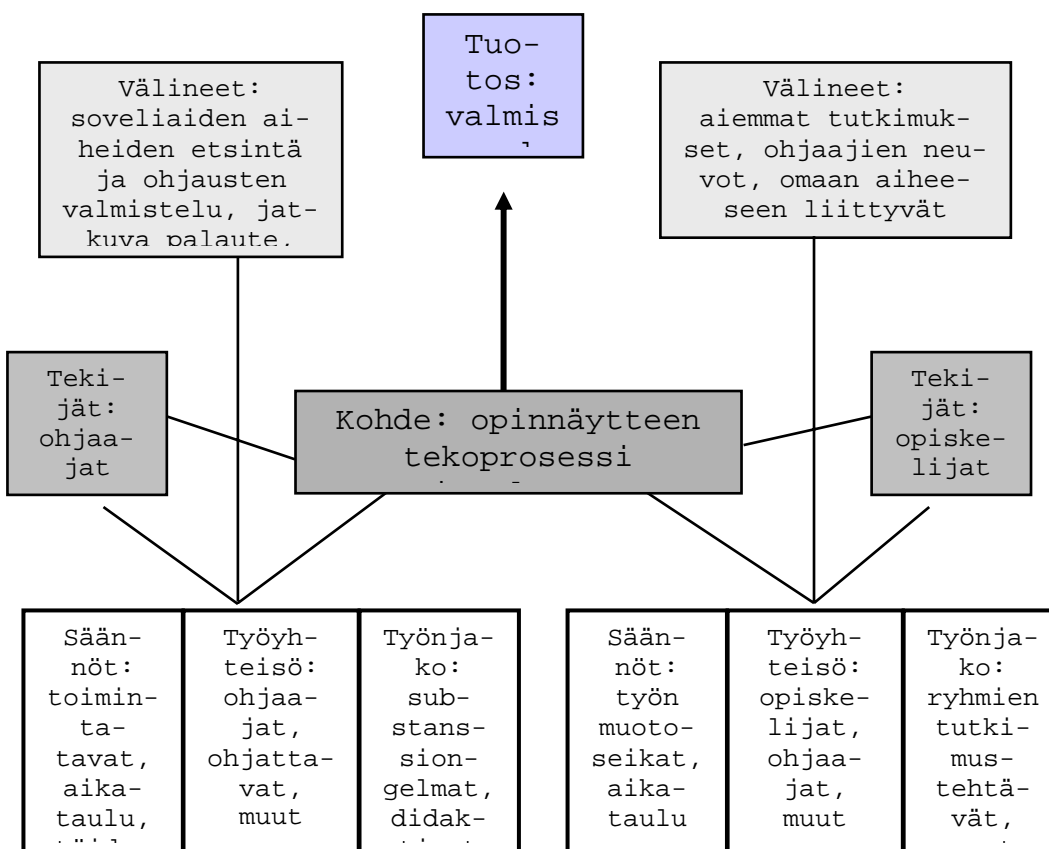 Tuo-
tos:
valmis
Välineet:
soveliaiden ai-
heiden etsintä
ja ohjausten
valmistelu, jat-
kuva palaute,
Välineet:
aiemmat tutkimuk-
set, ohjaajien neu-
vot, omaan aihee-
seen liittyvät
Teki-
jät:
ohjaa-
jat
Kohde: opinnäytteen
tekoprosessi
Teki-
jät:
opiske-
lijat
Sään-
nöt:
toimin-
ta-
tavat,
aika-
taulu,
Työyh-
teisö:
ohjaa-
jat,
ohjatta-
vat,
muut
Työnja-
ko:
sub-
stans-
sion-
gelmat,
didak-
Sään-
nöt:
työn
muoto-
seikat,
aika-
taulu
Työyh-
teisö:
opiske-
lijat,
ohjaa-
jat,
muut
Työnja-
ko:
ryhmien
tutki-
mus-
tehtä-
vät,